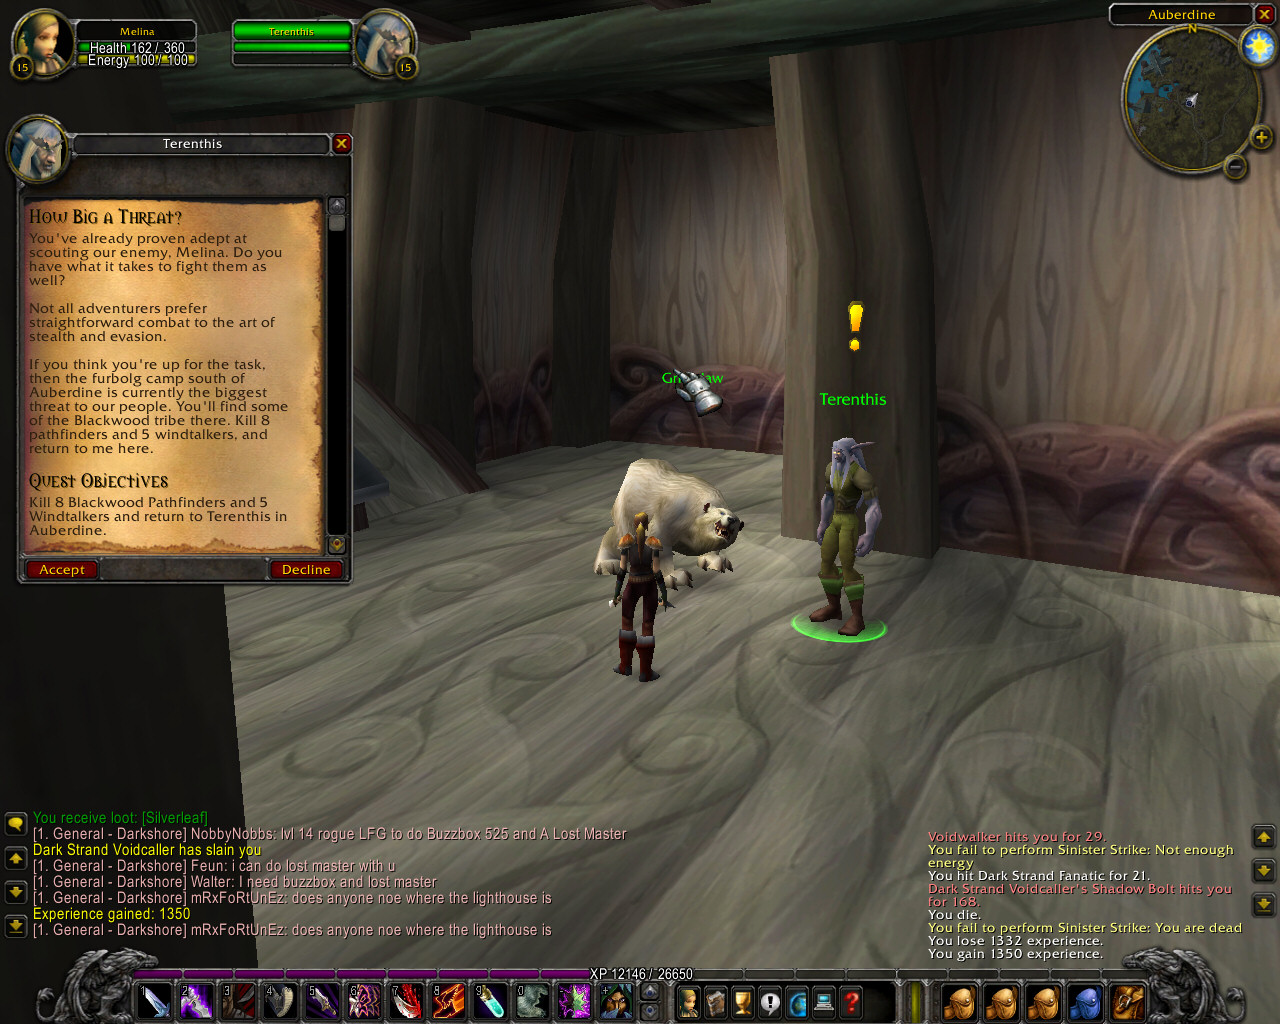 Melina
Health 162 / 360
Energy 100 / 100
15
Terenthis
15
Auberdine
N
Terenthis
How Big a Threat?
You've already proven adept at
scouting our enemy, Melina. Do you
have what it takes to fight them as
well?
Not all adventurers prefer
straightforward combat to the art of
stealth and evasion.
If you think you're up for the task,
then the furbolg camp south of
Auberdine is currently the biggest
threat to our people. You'll find some
of the Blackwood tribe there. Kill 8
pathfinders and 5 windtalkers, and
return to me here.
Quest Objectives
Kill 8 Blackwood Pathfinders and 5
Windtalkers and return to Terenthis in
Auberdine.
Accept
Decline
Terenthis
You receive loot: [Silverleaf]
[1. General - Darkshore] NobbyNobbs: lvl 14 rogue LFG to do Buzzbox 525 and A Lost Master
Dark Strand Voidcaller has slain you
[1. General - Darkshore] Feun: i can do lost master with u
[1. General - Darkshore] Walter: I need buzzbox and lost master
[1. General - Darkshore] mRxFoRtUnEz: does anyone noe where the lighthouse is
Experience gained: 1350
[1. General - Darkshore] mRxFoRtUnEz: does anyone noe where the lighthouse is
Voidwalker hits you for 29.
You fail to perform Sinister Strike: Not enough
energy
You hit Dark Strand Fanatic for 21.
Dark Strand Voidcaller's Shadow Bolt hits you
for 168.
You die.
You fail to perform Sinister Strike: You are dead
You lose 1332 experience.
You gain 1350 experience.
XP 12146 / 26650
1 2 3 4 5 6 7 8 9 0 - +